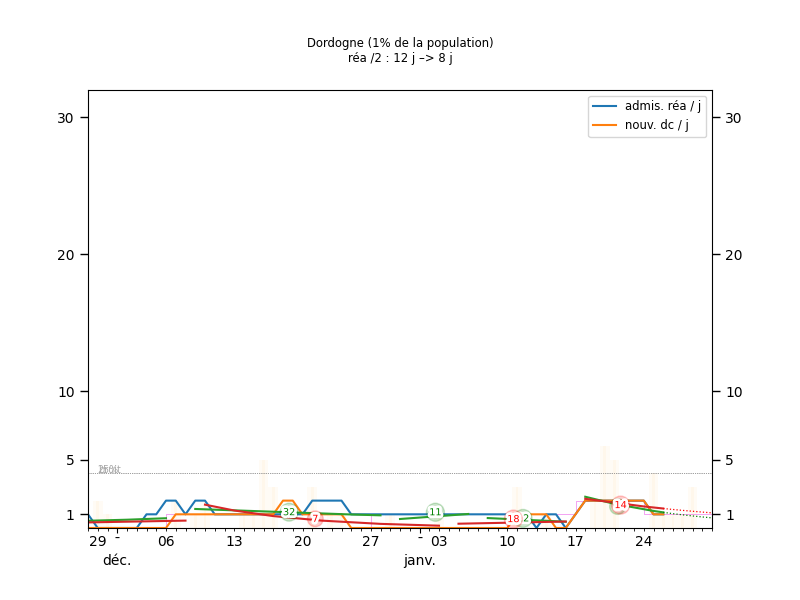 Dordogne (1% de la population)
réa /2 : 12 j –> 8 j
admis. réa / j
nouv. dc / j
30 30
20 20
10 10
5 5
1 1
32 7 11 18 2 14
29 - 06 13 20 27 - 03 10 17 24
déc. janv.